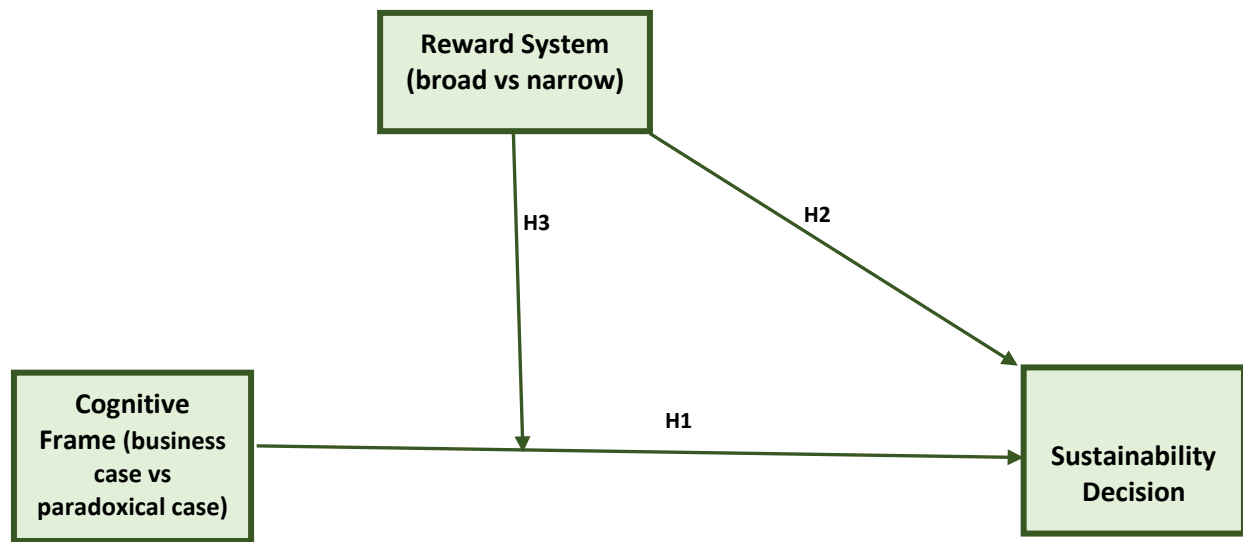 Reward System
(broad vs narrow)
H3
H2
Cognitive
Frame (business
case vs
paradoxical case)
H1
Sustainability
Decision